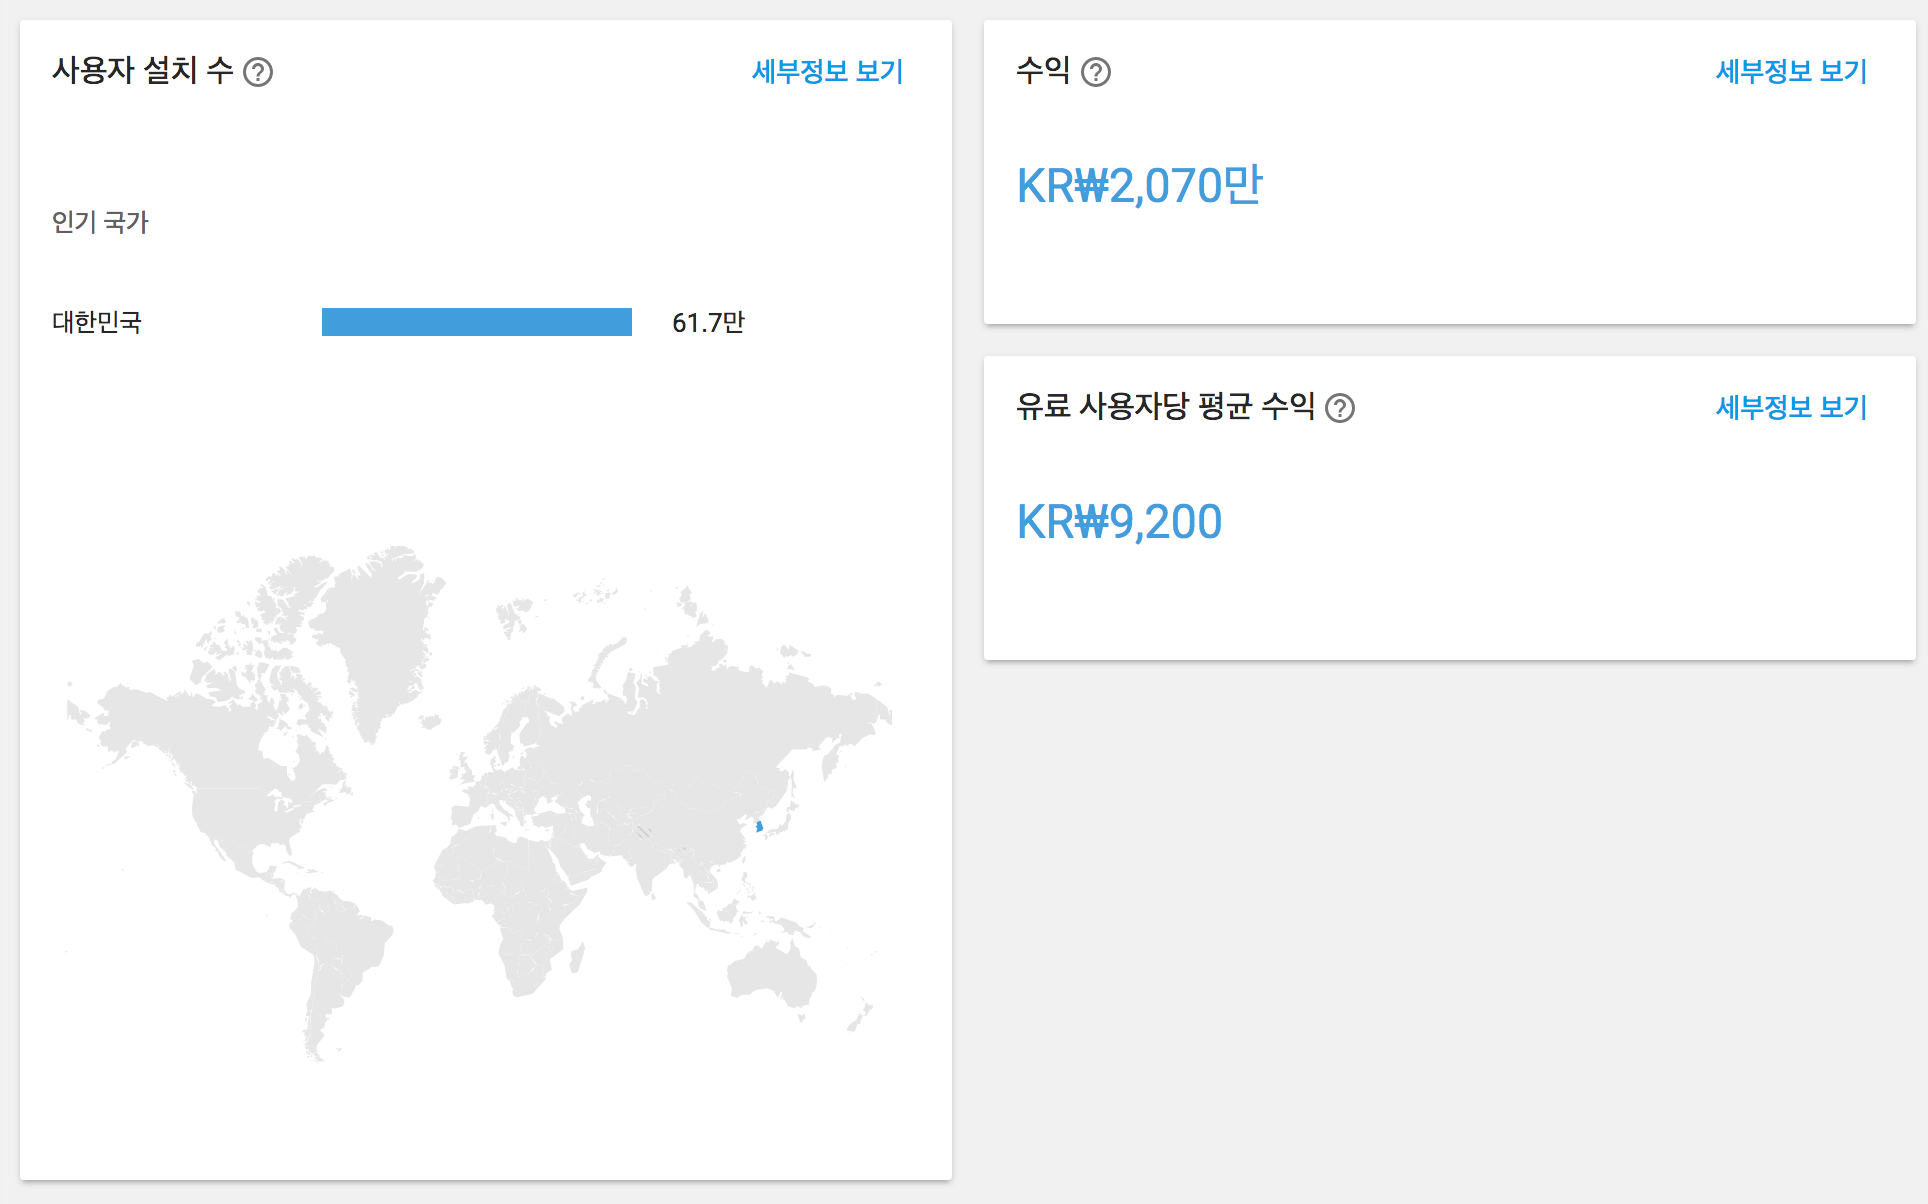 사용자 설치 수
세부정보 보기
인기 국가
대한민국 61.7만
수익
세부정보 보기
KR₩2,070만
유료 사용자당 평균 수익
세부정보 보기
KR₩9,200